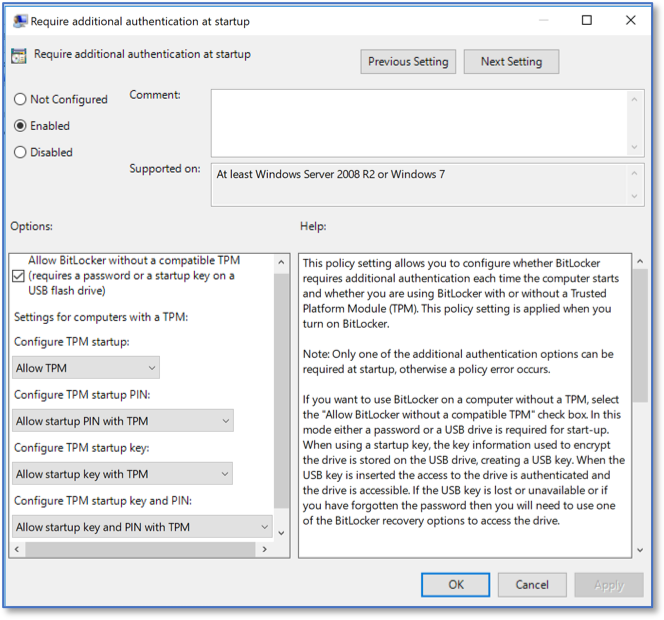 Require additional authentication at startup
Require additional authentication at startup
Previous Setting
Next Setting
Not Configured
Enabled
Disabled
Comment:
Supported on:
At least Windows Server 2008 R2 or Windows 7
Options:
Help:
Allow BitLocker without a compatible TPM
(requires a password or a startup key on a
USB flash drive)
Settings for computers with a TPM:
Configure TPM startup:
Allow TPM
Configure TPM startup PIN:
Allow startup PIN with TPM
Configure TPM startup key:
Allow startup key with TPM
Configure TPM startup key and PIN:
Allow startup key and PIN with TPM
This policy setting allows you to configure whether BitLocker
requires additional authentication each time the computer starts
and whether you are using BitLocker with or without a Trusted
Platform Module (TPM). This policy setting is applied when you
turn on BitLocker.
Note: Only one of the additional authentication options can be
required at startup, otherwise a policy error occurs.
If you want to use BitLocker on a computer without a TPM, select
the "Allow BitLocker without a compatible TPM" check box. In this
mode either a password or a USB drive is required for start-up.
When using a startup key, the key information used to encrypt
the drive is stored on the USB drive, creating a USB key. When the
USB key is inserted the access to the drive is authenticated and
the drive is accessible. If the USB key is lost or unavailable or if
you have forgotten the password then you will need to use one
of the BitLocker recovery options to access the drive.
OK
Cancel
Apply